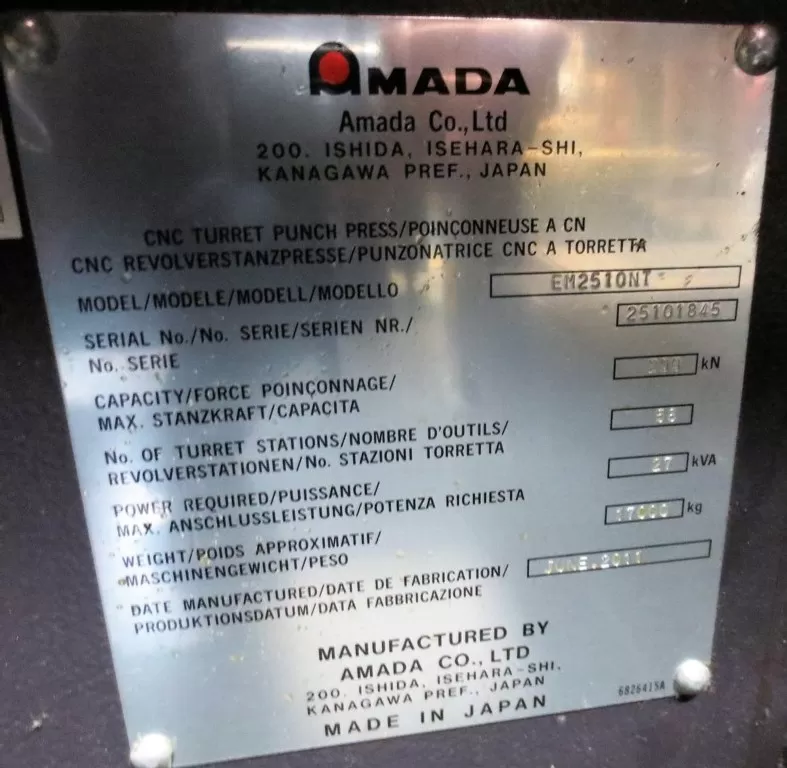 AMADA
Amada Co.,Ltd
200. ISHIDA, ISEHARA-SHI,
KANAGAWA PREF., JAPAN
CNC TURRET PUNCH PRESS/POINÇONNEUSE A CN
CNC REVOLVERSTANZPRESSE/PUNZONATRICE CNC A TORRETTA
MODEL/MODELE/MODELL/MODELLO EM2510NT
SERIAL No./No. SERIE/SERIEN NR./ 25101845
No. SERIE
CAPACITY/FORCE POINÇONNAGE/ kN
MAX. STANZKRAFT/CAPACITA
No. OF TURRET STATIONS/NOMBRE D'OUTILS/
REVOLVERSTATIONEN/No. STAZIONI TORRETTA
POWER REQUIRED/PUISSANCE/ 27 kVA
MAX. ANSCHLUSSLEISTUNG/POTENZA RICHIESTA
WEIGHT/POIDS APPROXIMATIF/ 17000 kg
MASCHINENGEWICHT/PESO
DATE MANUFACTURED/DATE DE FABRICATION/ JUNE.2011
PRODUKTIONSDATUM/DATA FABBRICAZIONE
MANUFACTURED BY
AMADA CO., LTD
200. ISHIDA, ISEHARA-SHI,
KANAGAWA PREF., JAPAN
MADE IN JAPAN
6826415A